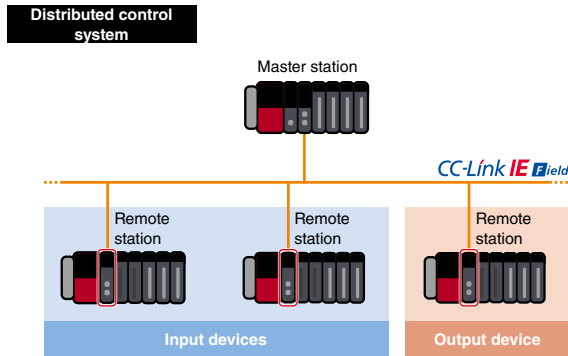 Distributed control
system
Master station
CC-Link IE Field
Remote
station
Remote
station
Remote
station
Input devices
Output device